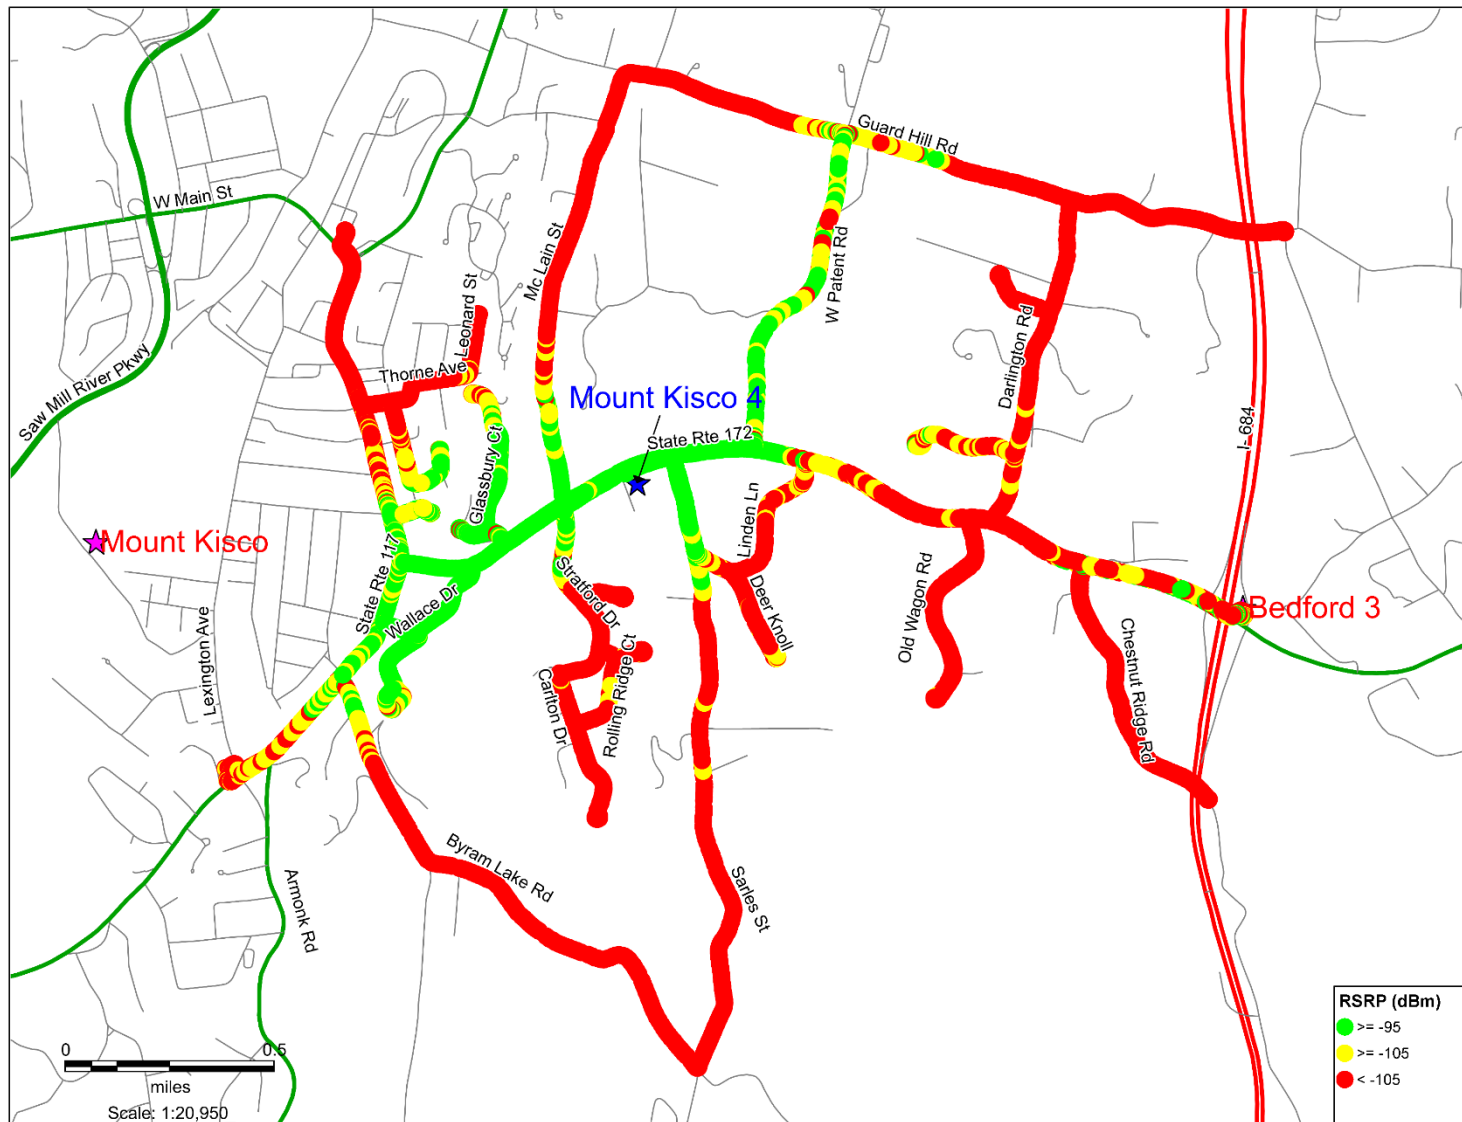 Guard Hill Rd
W Main St
Mc Lain St
W Patent Rd
Leonard St
Saw Mill River Pkwy
Thorne Ave
Darlington Rd
Mount Kisco 4
State Rte 172
I- 684
Glassbury Ct
Linden Ln
Mount Kisco
State Rte 117
Wallace Dr
Stratford Dr
Deer Knoll
Old Wagon Rd
Bedford 3
Lexington Ave
Carlton Dr
Rolling Ridge Ct
Chestnut Ridge Rd
Byram Lake Rd
Sarles St
Armonk Rd
RSRP (dBm)
>= -95
>= -105
< -105
0 0.5
miles
Scale: 1:20,950